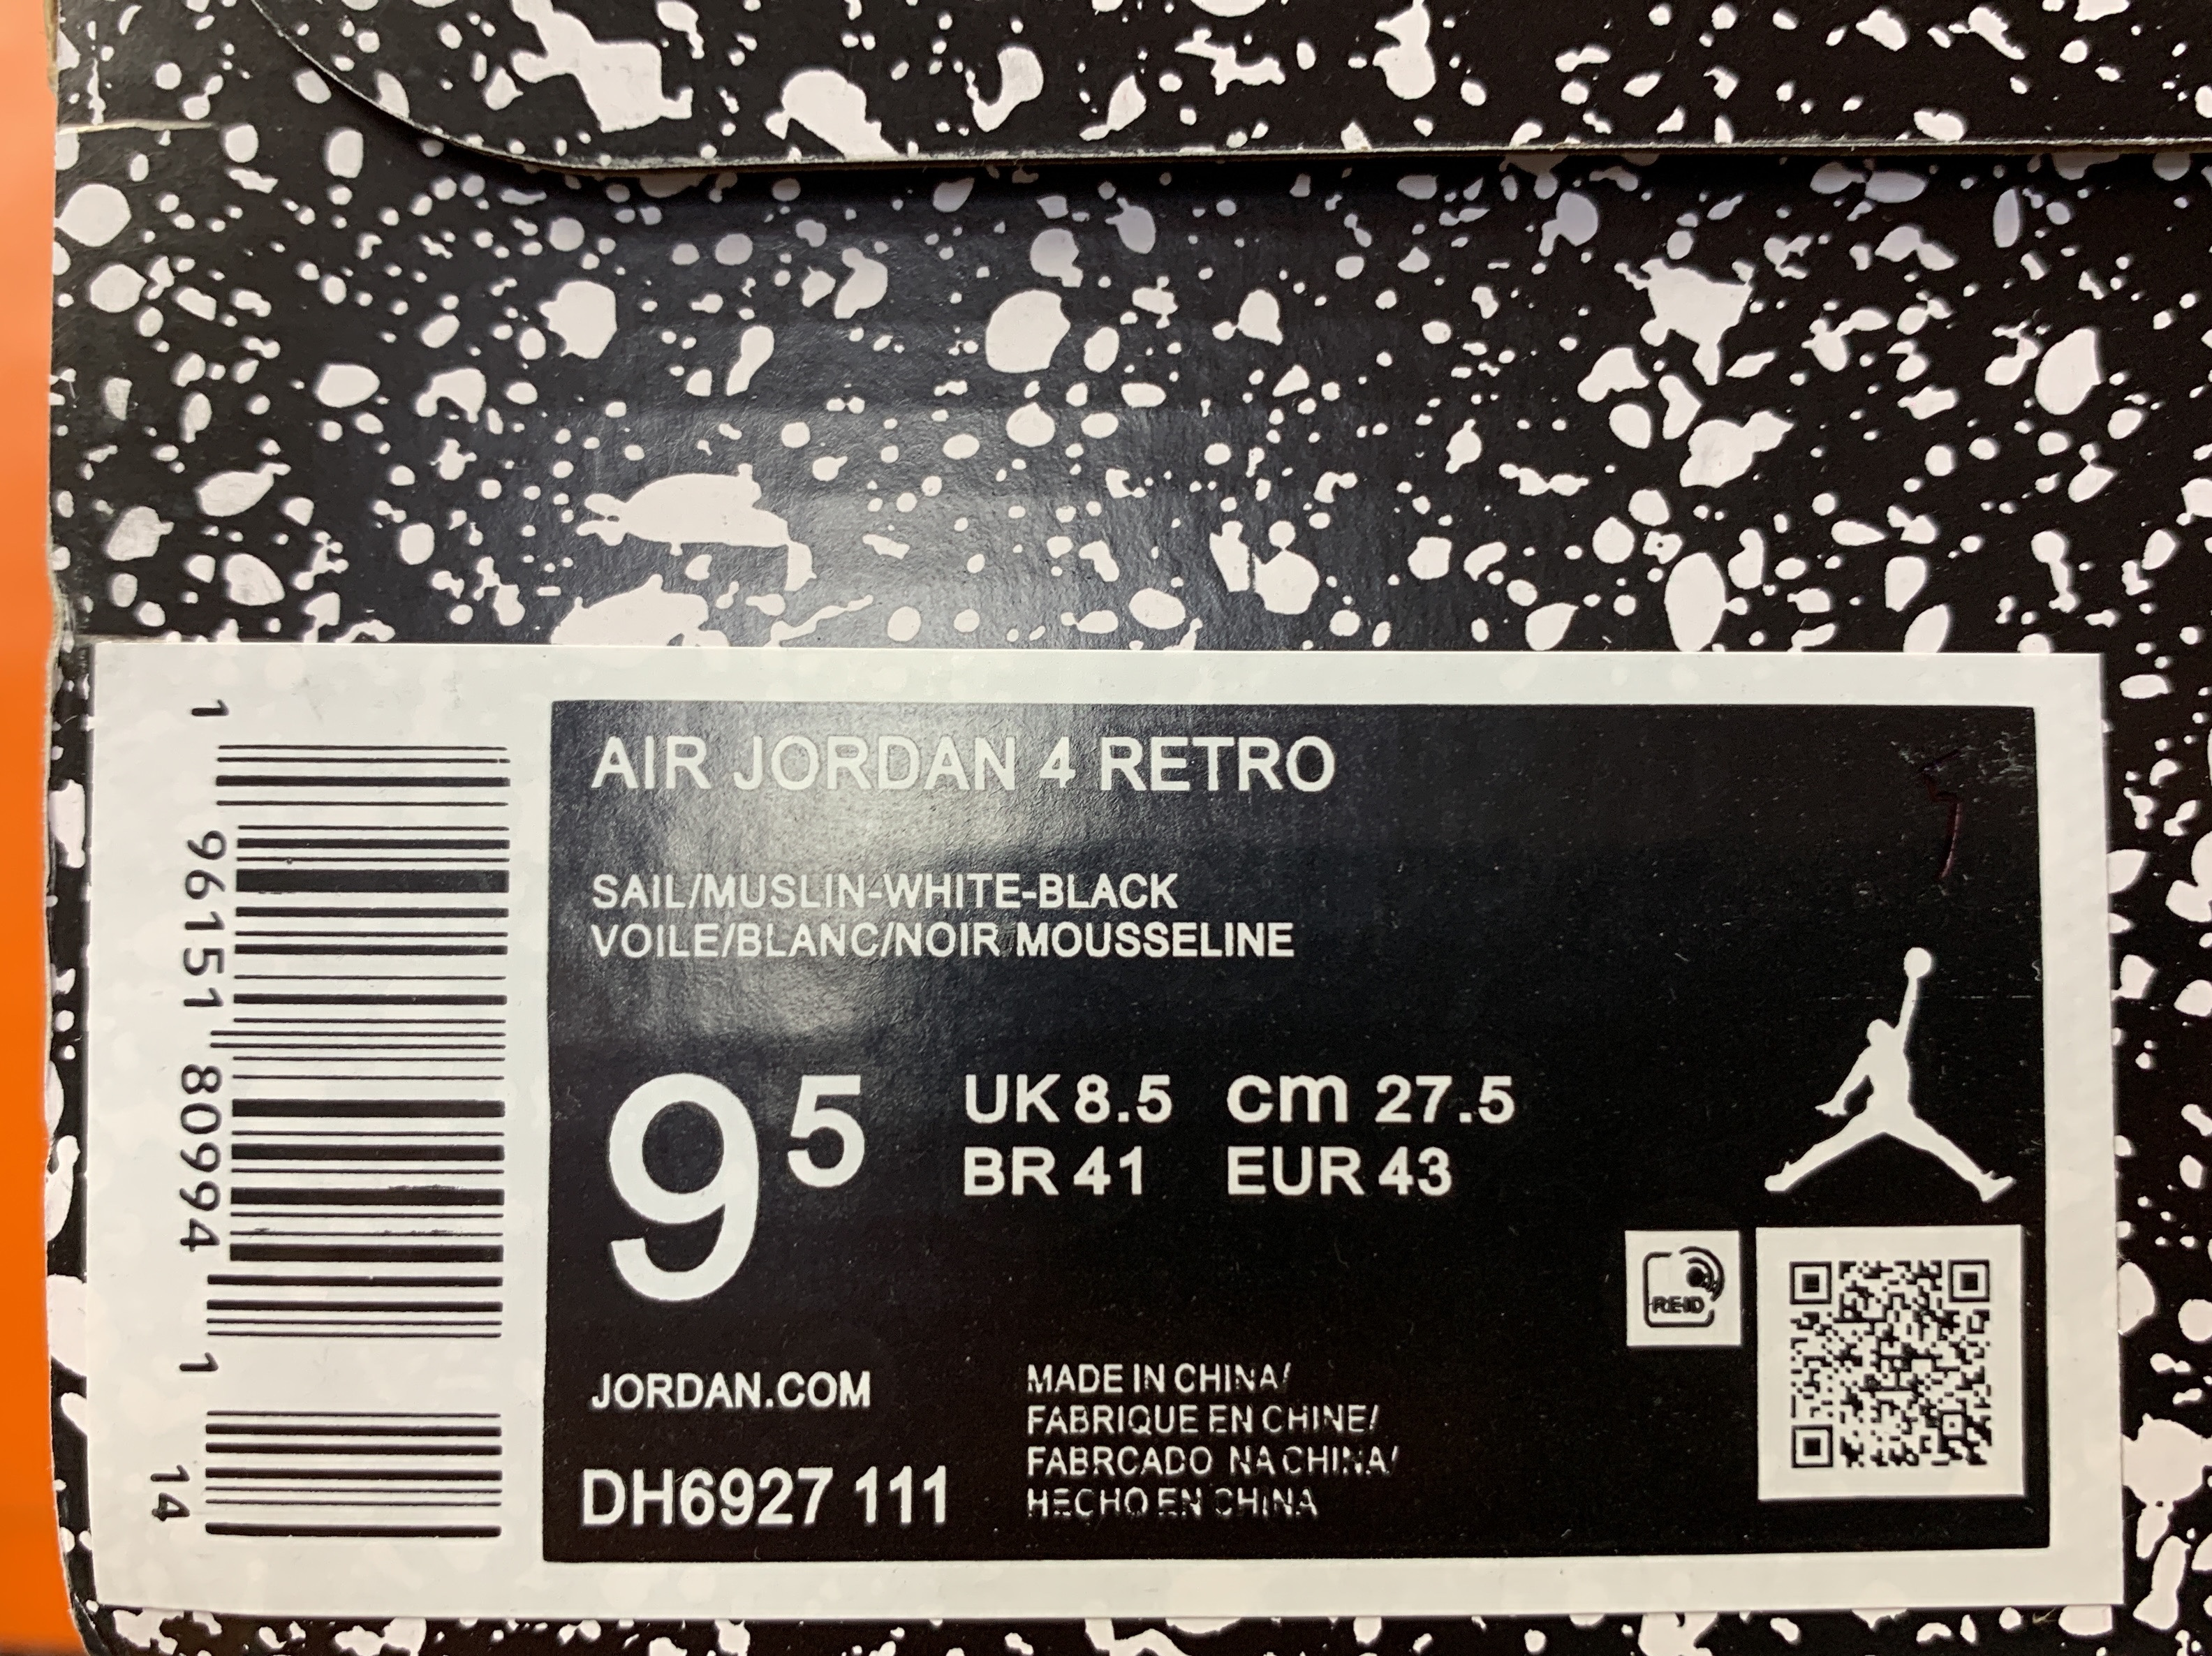 AIR JORDAN 4 RETRO
SAIL/MUSLIN-WHITE-BLACK
VOILE/BLANC/NOIR MOUSSELINE
9 5
UK 8.5 cm 27.5
BR 41 EUR 43
RFID
JORDAN.COM
DH6927 111
MADE IN CHINA/
FABRIQUE EN CHINE/
FABRCADO NA CHINA/
HECHO EN CHINA
1 96151 80994 1
14